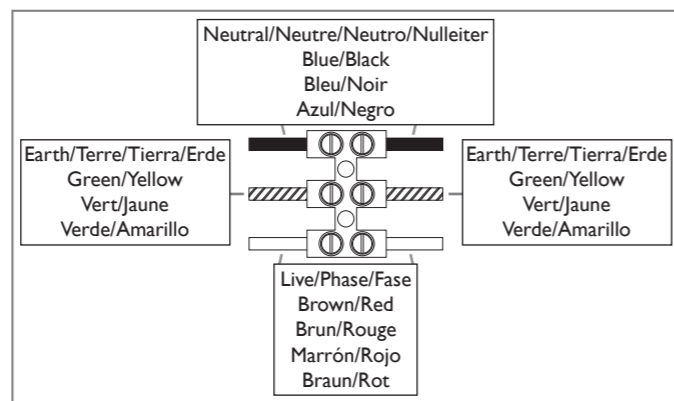 Neutral/Neutre/Neutro/Nulleiter
Blue/Black
Bleu/Noir
Azul/Negro
Earth/Terre/Tierra/Erde
Green/Yellow
Vert/Jaune
Verde/Amarillo
Earth/Terre/Tierra/Erde
Green/Yellow
Vert/Jaune
Verde/Amarillo
Live/Phase/Fase
Brown/Red
Brun/Rouge
Marrón/Rojo
Braun/Rot